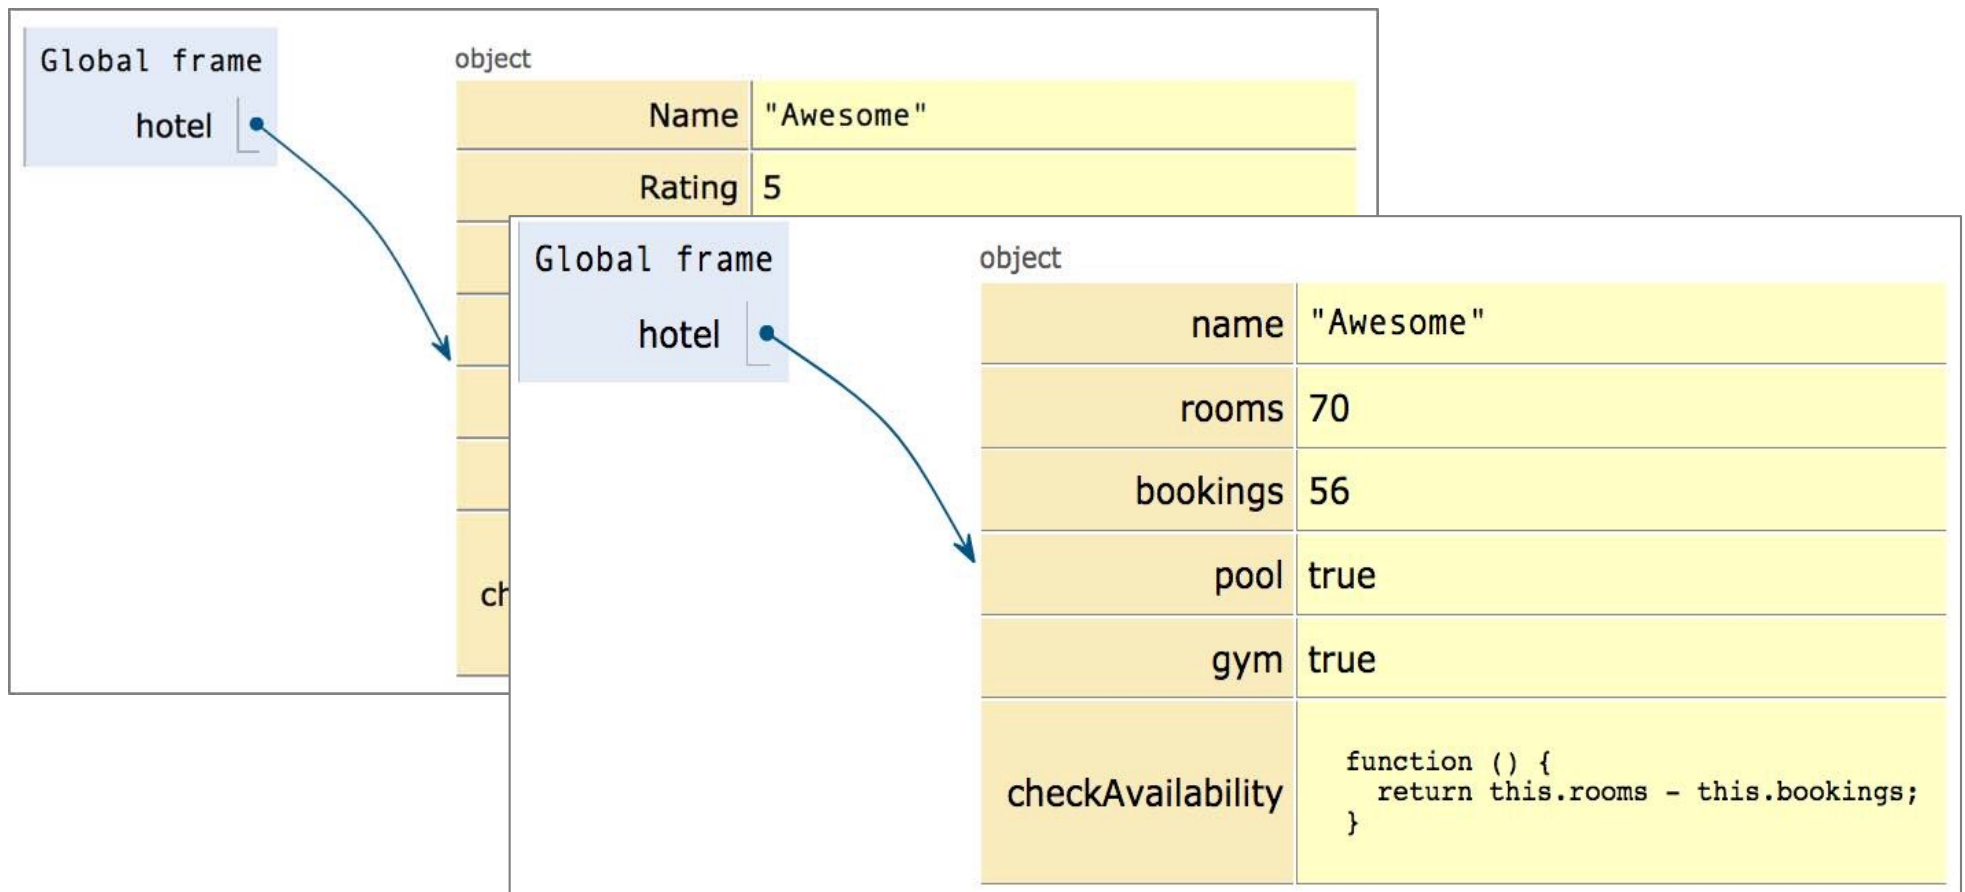 Global frame
hotel
object
Name "Awesome"
Rating 5
Global frame
hotel
object
name "Awesome"
rooms 70
bookings 56
pool true
gym true
checkAvailability
function () {
return this.rooms - this.bookings;
}